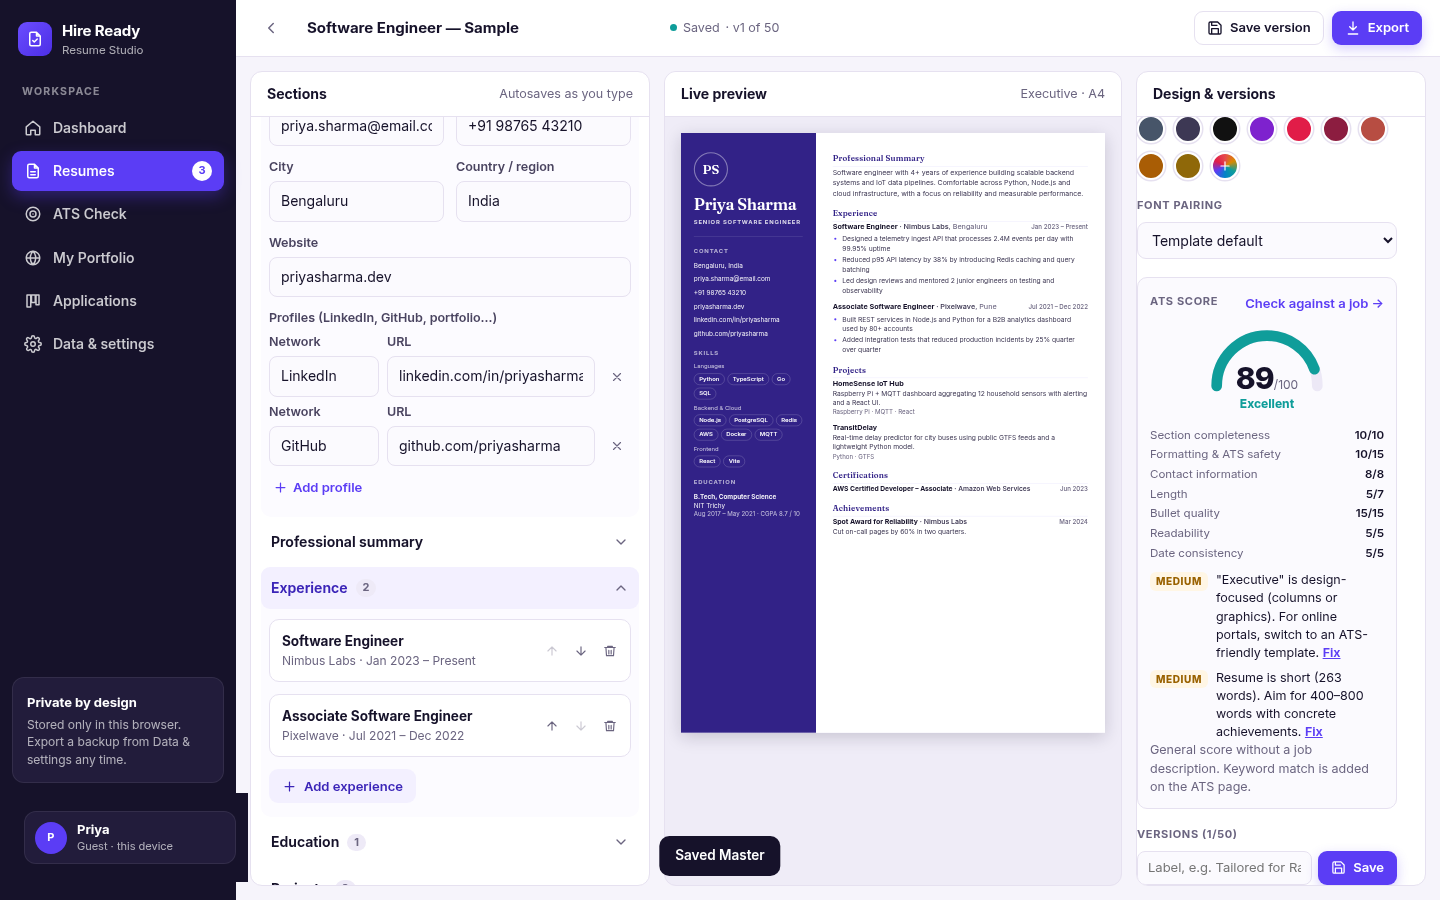 Hire Ready
Resume Studio
WORKSPACE
Dashboard
Resumes 3
ATS Check
My Portfolio
Applications
Data & settings
Private by design
Stored only in this browser.
Export a backup from Data &
settings any time.
P
Priya
Guest · this device
Software Engineer — Sample
Saved · v1 of 50
Save version
Export
Sections
Autosaves as you type
priya.sharma@email.cc
+91 98765 43210
City
Country / region
Bengaluru
India
Website
priyasharma.dev
Profiles (LinkedIn, GitHub, portfolio...)
Network
URL
LinkedIn
linkedin.com/in/priyasharma
Network
URL
GitHub
github.com/priyasharma
Add profile
Professional summary
Experience 2
Software Engineer
Nimbus Labs · Jan 2023 – Present
Associate Software Engineer
Pixelwave · Jul 2021 – Dec 2022
Add experience
Education 1
Live preview
Executive · A4
PS
Priya Sharma
SENIOR SOFTWARE ENGINEER
CONTACT
Bengaluru, India
priya.sharma@email.com
+91 98765 43210
priyasharma.dev
linkedin.com/in/priyasharma
github.com/priyasharma
SKILLS
Languages
Python TypeScript Go
SQL
Backend & Cloud
Node.js PostgreSQL Redis
AWS Docker MQTT
Frontend
React Vite
EDUCATION
B.Tech, Computer Science
NIT Trichy
Aug 2017 – May 2021 · CGPA 8.7 / 10
Professional Summary
Software engineer with 4+ years of experience building scalable backend
systems and IoT data pipelines. Comfortable across Python, Node.js and
cloud infrastructure, with a focus on reliability and measurable performance.
Experience
Software Engineer · Nimbus Labs, Bengaluru Jan 2023 – Present
• Designed a telemetry ingest API that processes 2.4M events per day with
99.95% uptime
• Reduced p95 API latency by 38% by introducing Redis caching and query
batching
• Led design reviews and mentored 2 junior engineers on testing and
observability
Associate Software Engineer · Pixelwave, Pune Jul 2021 – Dec 2022
• Built REST services in Node.js and Python for a B2B analytics dashboard
used by 80+ accounts
• Added integration tests that reduced production incidents by 25% quarter
over quarter
Projects
HomeSense IoT Hub
Raspberry Pi + MQTT dashboard aggregating 12 household sensors with alerting
and a React UI.
Raspberry Pi · MQTT · React
TransitDelay
Real-time delay predictor for city buses using public GTFS feeds and a
lightweight Python model.
Python · GTFS
Certifications
AWS Certified Developer – Associate · Amazon Web Services Jun 2023
Achievements
Spot Award for Reliability · Nimbus Labs Mar 2024
Cut on-call pages by 60% in two quarters.
Saved Master
Design & versions
FONT PAIRING
Template default
ATS SCORE
Check against a job →
89/100
Excellent
Section completeness 10/10
Formatting & ATS safety 10/15
Contact information 8/8
Length 5/7
Bullet quality 15/15
Readability 5/5
Date consistency 5/5
MEDIUM "Executive" is design-
focused (columns or
graphics). For online
portals, switch to an ATS-
friendly template. Fix
MEDIUM Resume is short (263
words). Aim for 400–800
words with concrete
achievements. Fix
General score without a job
description. Keyword match is added
on the ATS page.
VERSIONS (1/50)
Label, e.g. Tailored for Ra
Save